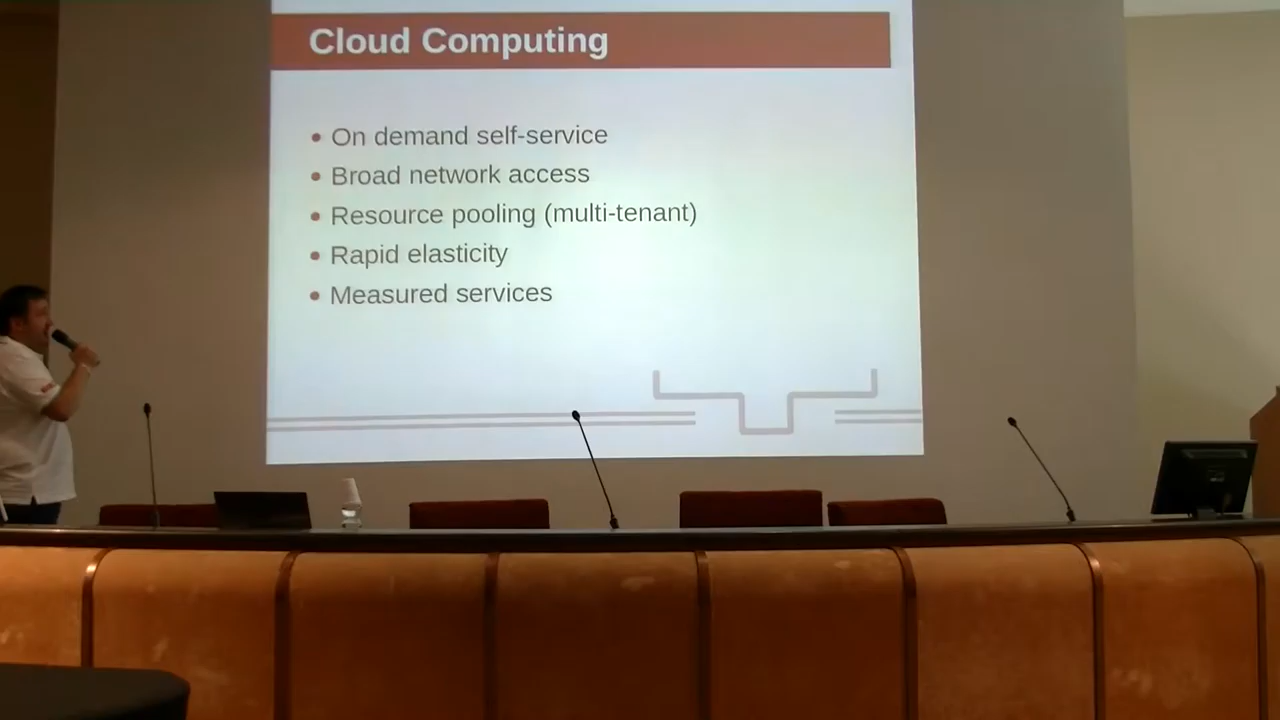 Cloud Computing
On demand self-service
Broad network access
Resource pooling (multi-tenant)
Rapid elasticity
Measured services